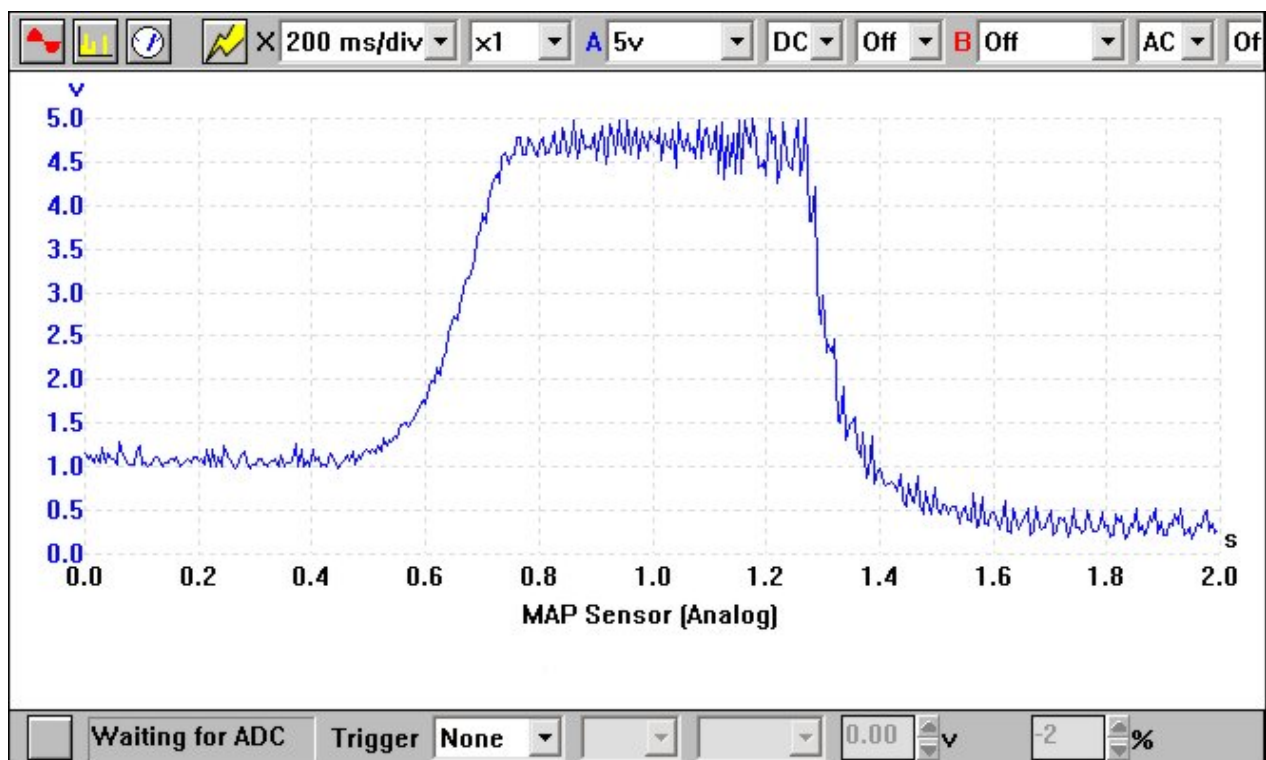 X 200 ms/div x1 A 5v DC Off B Off AC Of
v
5.0
4.5
4.0
3.5
3.0
2.5
2.0
1.5
1.0
0.5
0.0
s
0.0 0.2 0.4 0.6 0.8 1.0 1.2 1.4 1.6 1.8 2.0
MAP Sensor (Analog)
Waiting for ADC Trigger None 0.00 v -2 %